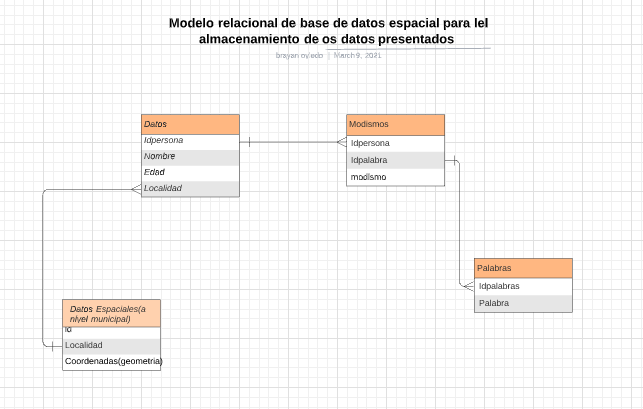 Modelo relacional de base de datos espacial para lel
almacenamiento de os datos presentados
brayan oviedo | March 9, 2021
Datos
Idpersona
Nombre
Edad
Localidad
Modismos
Idpersona
Idpalabra
modismo
Palabras
Idpalabras
Palabra
Datos Espaciales(a
nivel municipal)
id
Localidad
Coordenadas(geometria)